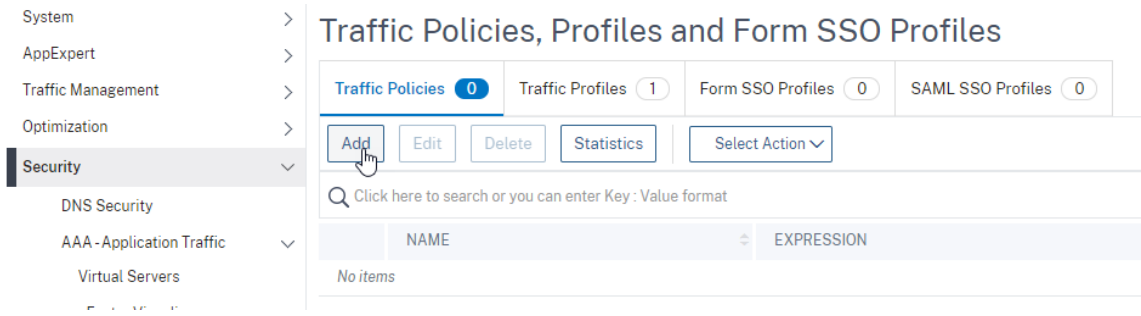 System
AppExpert
Traffic Management
Optimization
Security
DNS Security
AAA - Application Traffic
Virtual Servers
Traffic Policies, Profiles and Form SSO Profiles
Traffic Policies 0 Traffic Profiles 1 Form SSO Profiles 0 SAML SSO Profiles 0
Add Edit Delete Statistics Select Action
Click here to search or you can enter Key : Value format
NAME EXPRESSION
No items